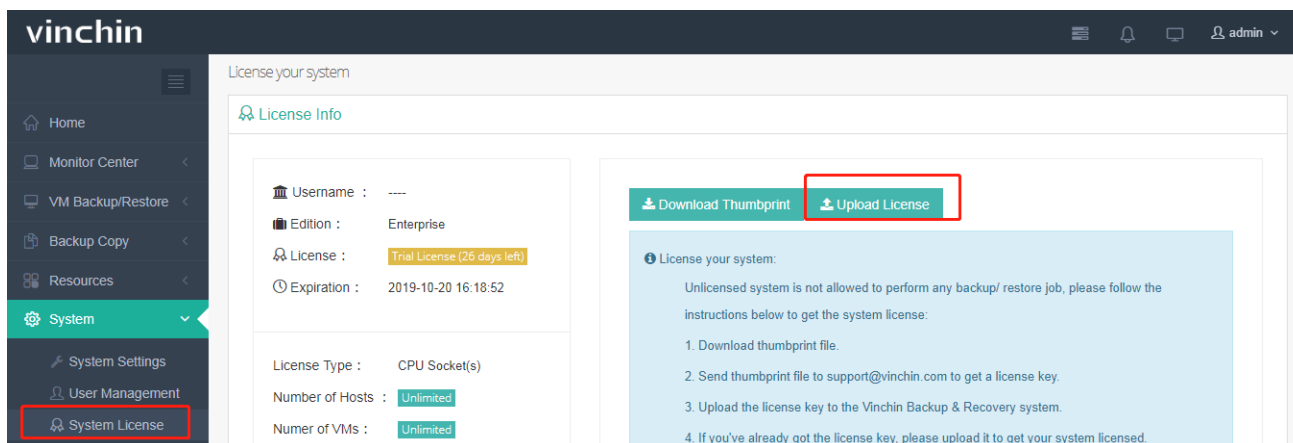 vinchin
admin
License your system
Home
Monitor Center
VM Backup/Restore
Backup Copy
Resources
System
System Settings
User Management
System License
License Info
Username : ----
Edition : Enterprise
License : Trial License (26 days left)
Expiration : 2019-10-20 16:18:52
License Type : CPU Socket(s)
Number of Hosts : Unlimited
Numer of VMs : Unlimited
Download Thumbprint
Upload License
License your system:
Unlicensed system is not allowed to perform any backup/ restore job, please follow the
instructions below to get the system license:
1. Download thumbprint file.
2. Send thumbprint file to support@vinchin.com to get a license key.
3. Upload the license key to the Vinchin Backup & Recovery system.
4. If you've already got the license key, please upload it to get your system licensed.